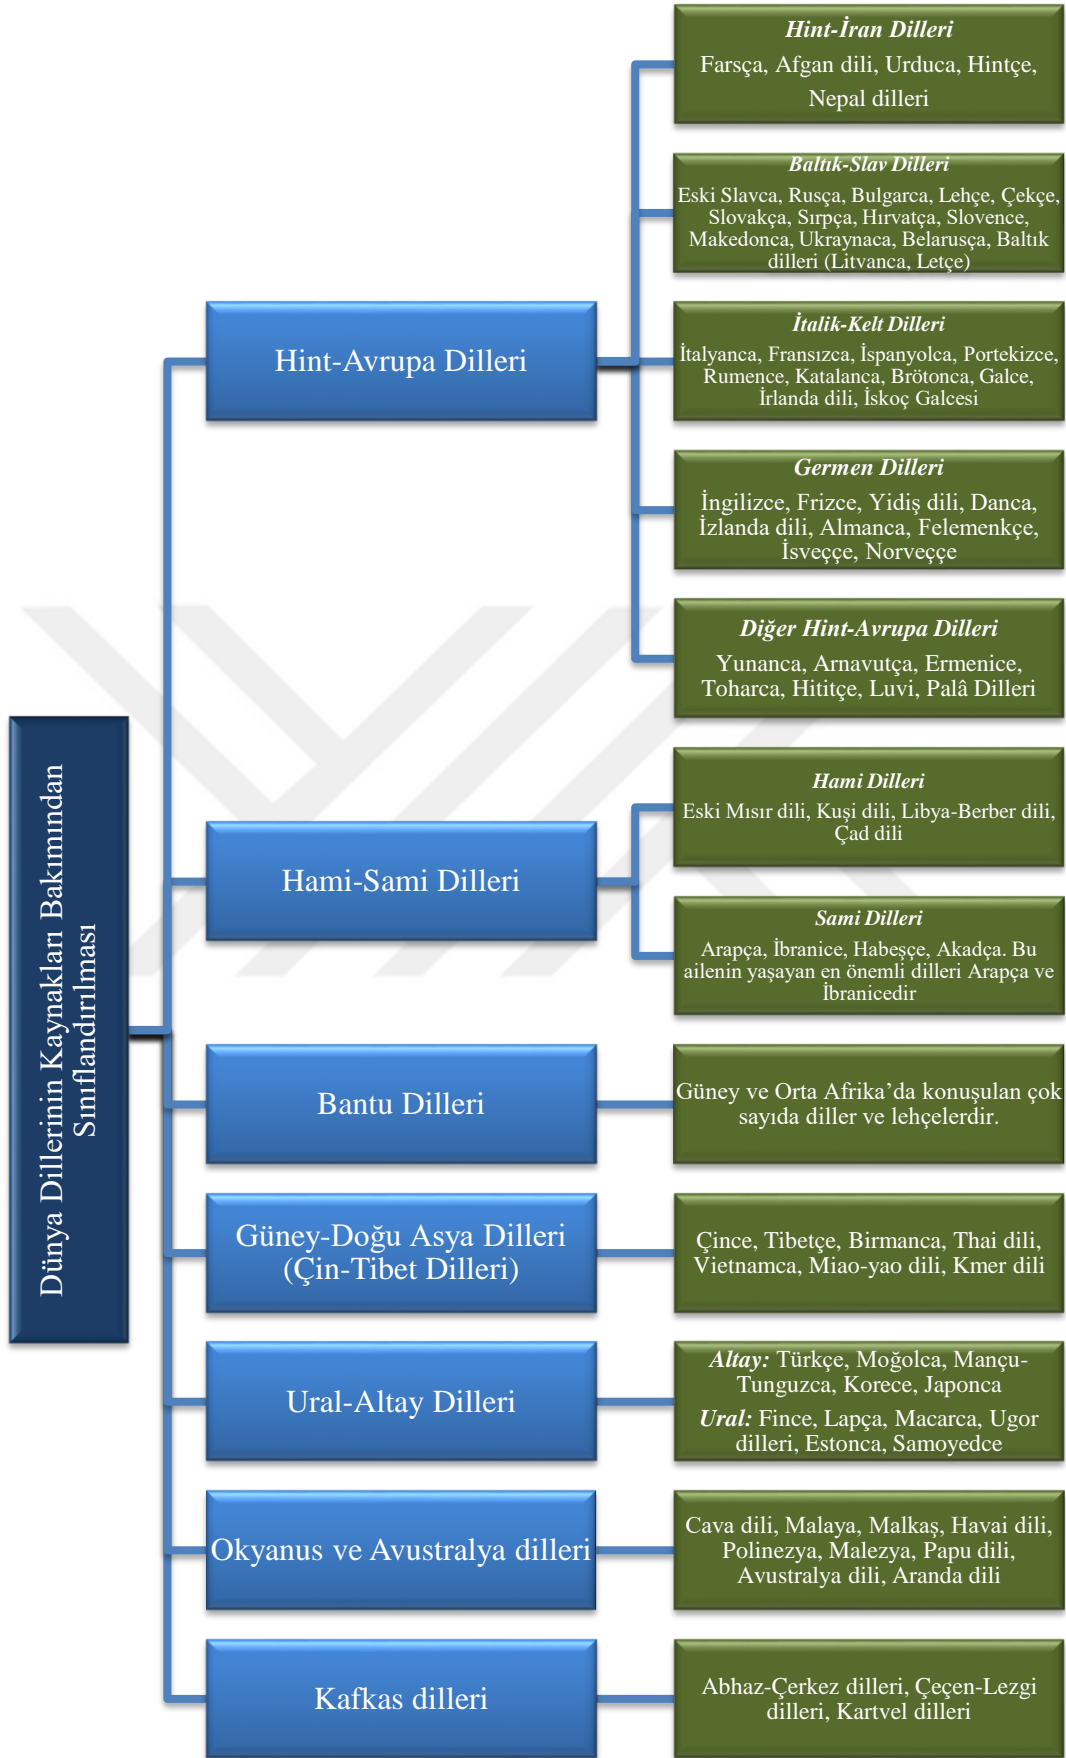 Dünya Dillerinin Kaynakları Bakımından
Sınıflandırılması
Hint-Avrupa Dilleri
Hint-İran Dilleri
Farsça, Afgan dili, Urduca, Hintçe,
Nepal dilleri
Baltık-Slav Dilleri
Eski Slavca, Rusça, Bulgarca, Lehçe, Çekçe,
Slovakça, Sırpça, Hırvatça, Slovence,
Makedonca, Ukraynaca, Belarusça, Baltık
dilleri (Litvanca, Letçe)
İtalik-Kelt Dilleri
İtalyanca, Fransızca, İspanyolca, Portekizce,
Rumence, Katalanca, Brötonca, Galce,
İrlanda dili, İskoç Galcesi
Germen Dilleri
İngilizce, Frizce, Yidiş dili, Danca,
İzlanda dili, Almanca, Felemenkçe,
İsveççe, Norveççe
Diğer Hint-Avrupa Dilleri
Yunanca, Arnavutça, Ermenice,
Toharca, Hititçe, Luvi, Palâ Dilleri
Hami-Sami Dilleri
Hami Dilleri
Eski Mısır dili, Kuşi dili, Libya-Berber dili,
Çad dili
Sami Dilleri
Arapça, İbranice, Habeşçe, Akadça. Bu
ailenin yaşayan en önemli dilleri Arapça ve
İbranicedir
Bantu Dilleri
Güney ve Orta Afrika’da konuşulan çok
sayıda diller ve lehçelerdir.
Güney-Doğu Asya Dilleri
(Çin-Tibet Dilleri)
Çince, Tibetçe, Birmanca, Thai dili,
Vietnamca, Miao-yao dili, Kmer dili
Ural-Altay Dilleri
Altay: Türkçe, Moğolca, Mançu-
Tunguzca, Korece, Japonca
Ural: Fince, Lapça, Macarca, Ugor
dilleri, Estonca, Samoyedce
Okyanus ve Avustralya dilleri
Cava dili, Malaya, Malkaş, Havai dili,
Polinezya, Malezya, Papu dili,
Avustralya dili, Aranda dili
Kafkas dilleri
Abhaz-Çerkez dilleri, Çeçen-Lezgi
dilleri, Kartvel dilleri